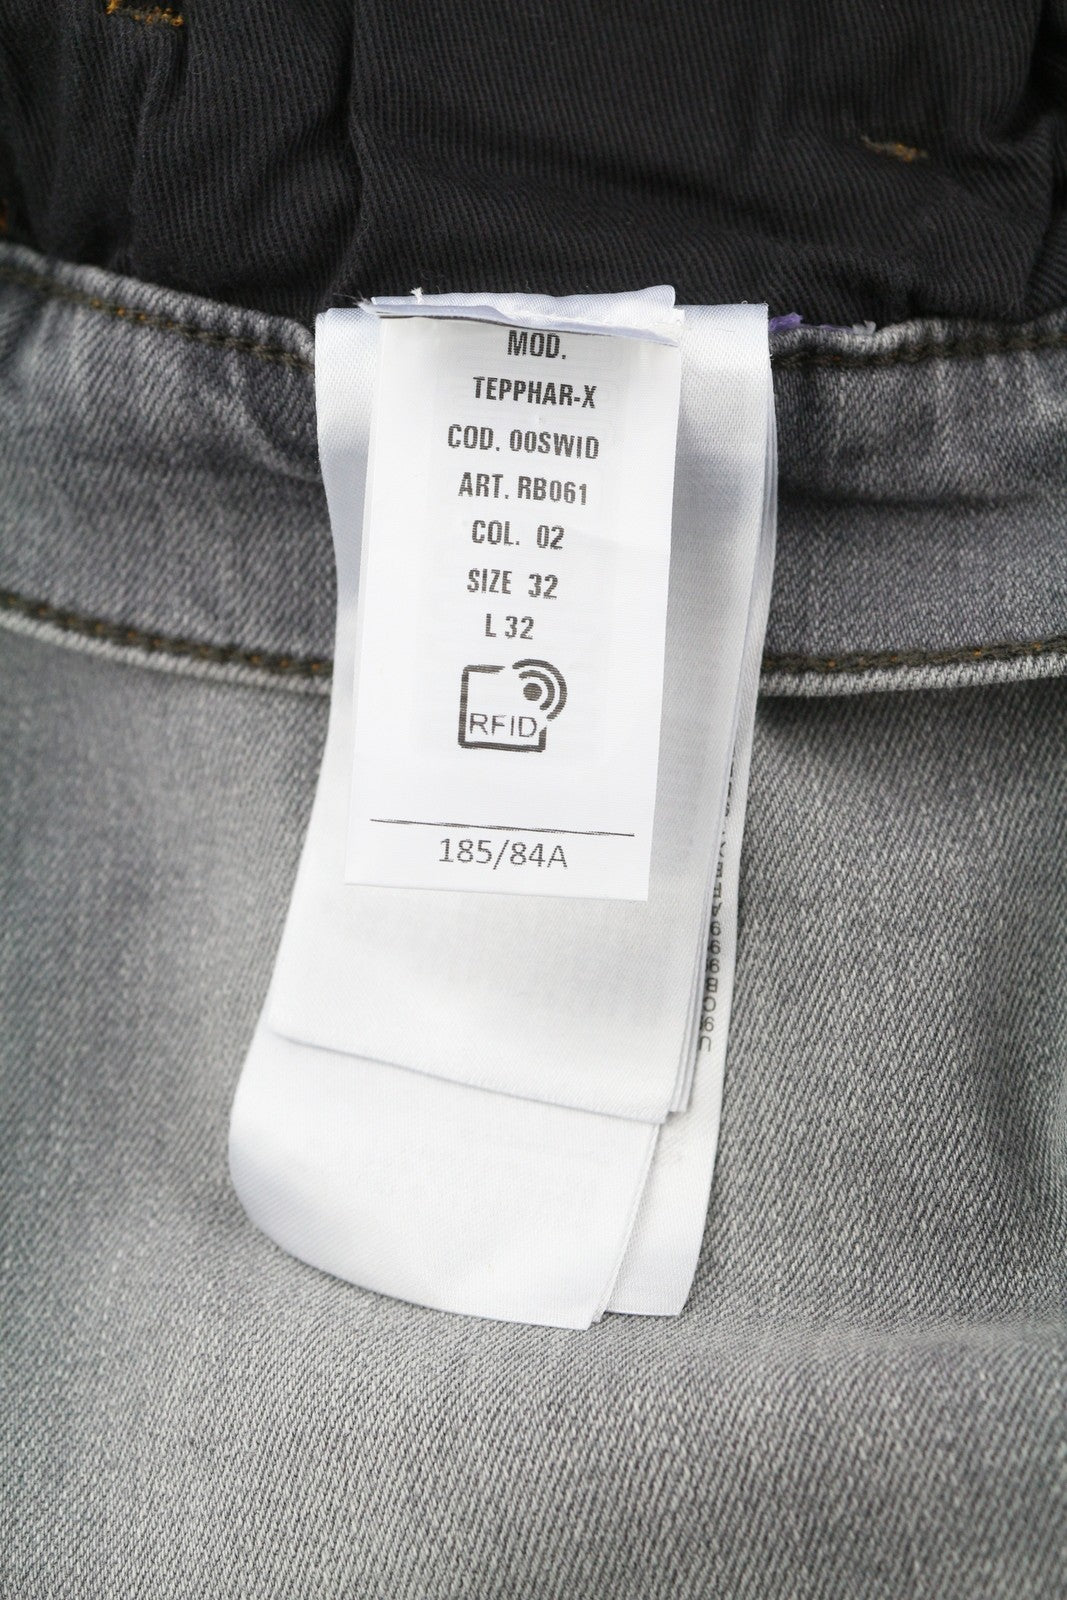 MOD.
TEPPHAR-X
COD. 00SWID
ART. RB061
COL. 02
SIZE 32
L 32
RFID
185/84A